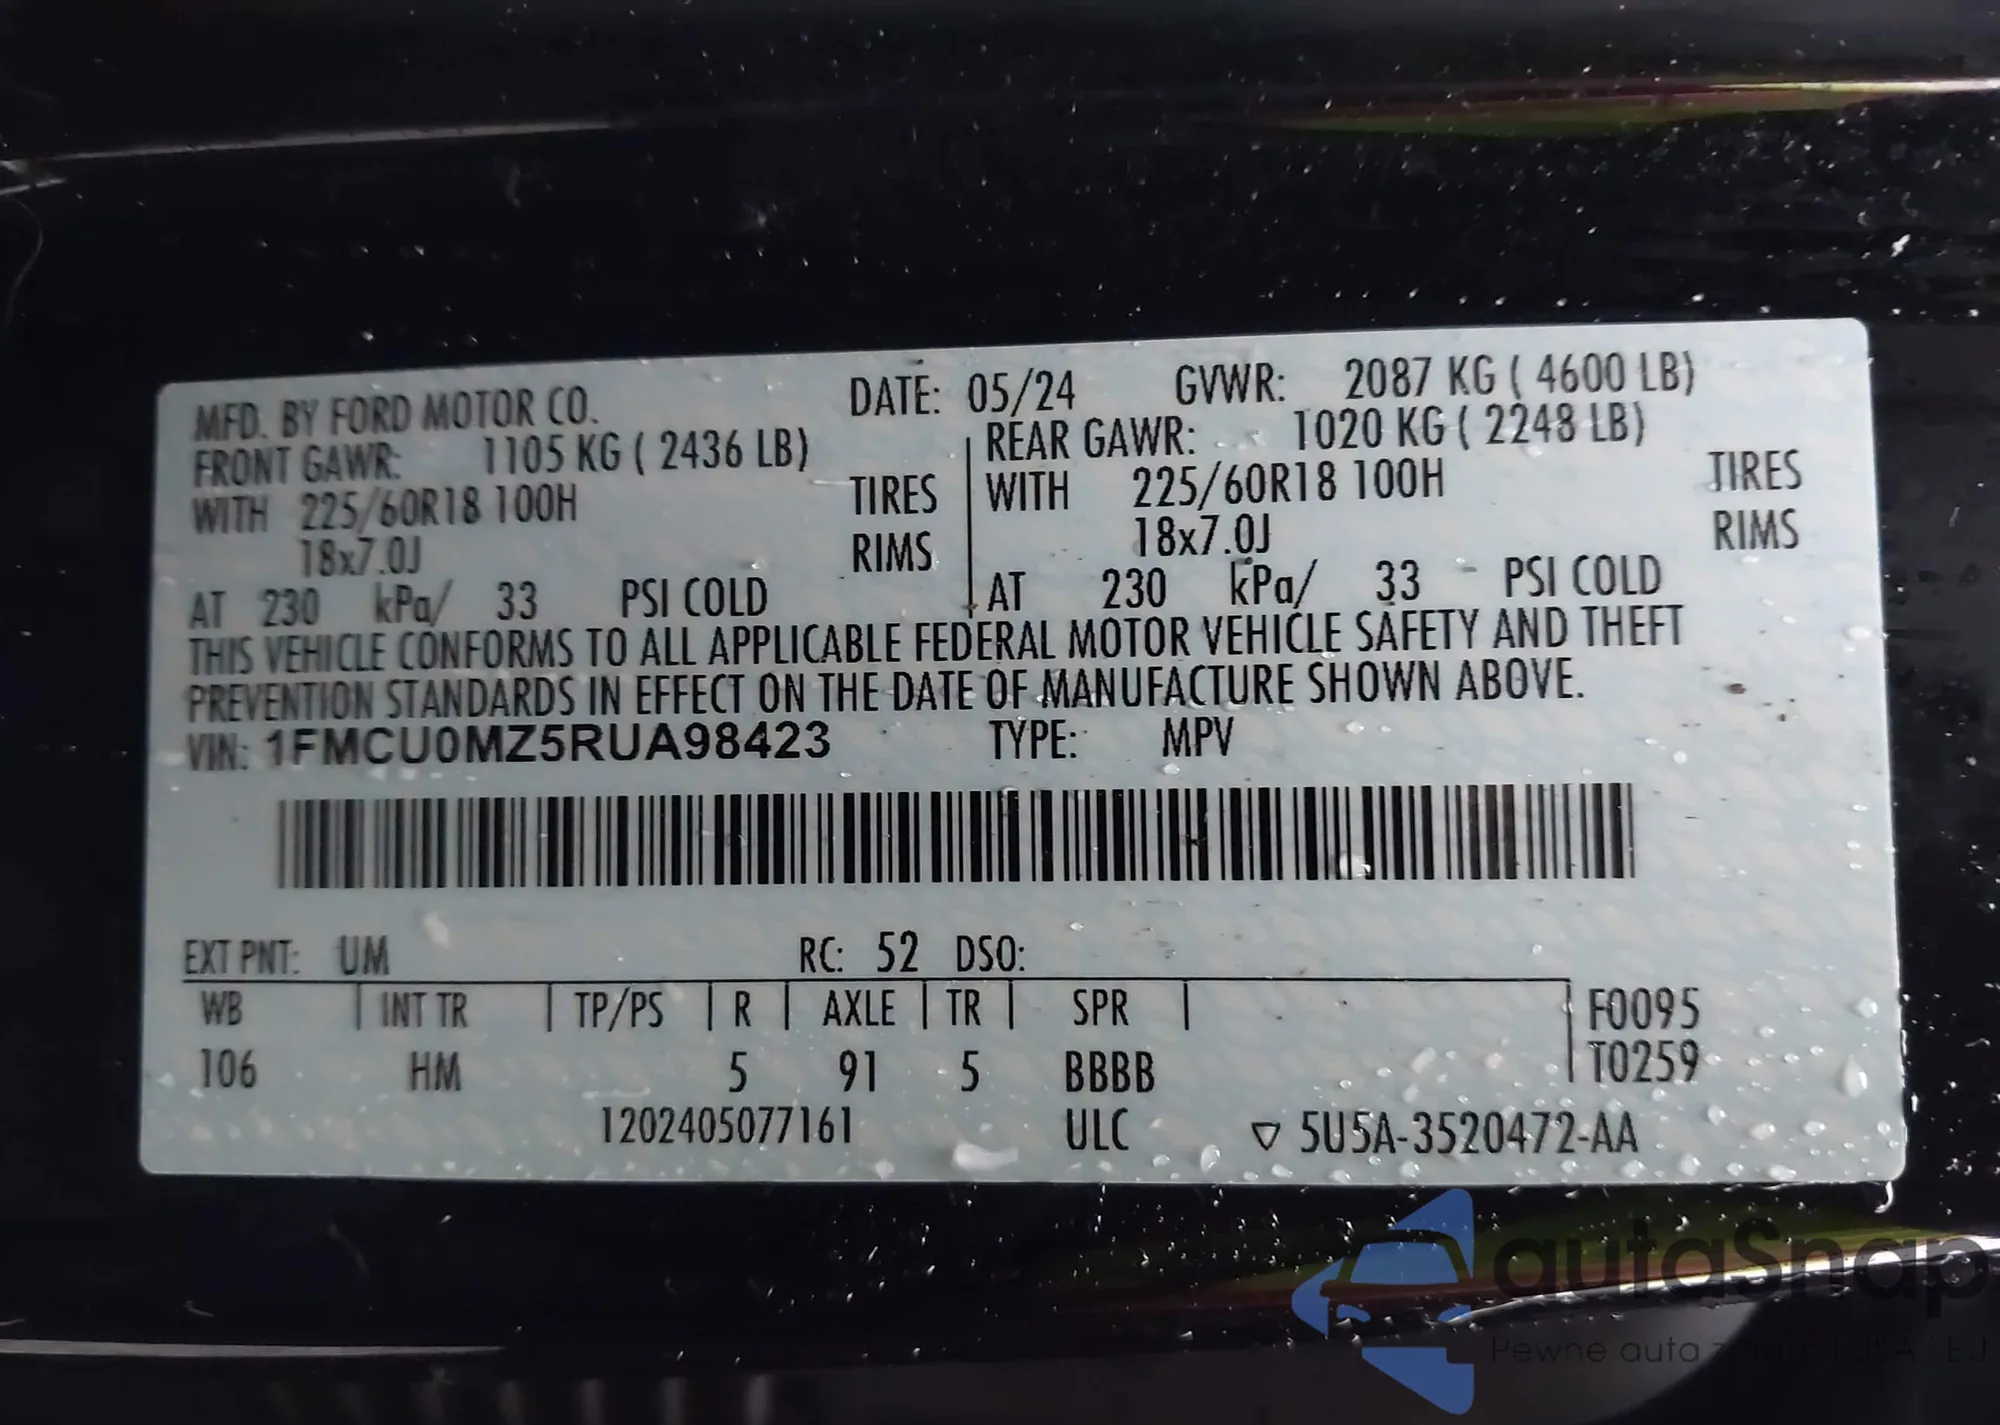 MFD. BY FORD MOTOR CO. DATE: 05/24 GVWR: 2087 KG ( 4600 LB)
FRONT GAWR: 1105 KG ( 2436 LB) REAR GAWR: 1020 KG ( 2248 LB)
WITH 225/60R18 100H TIRES WITH 225/60R18 100H TIRES
18x7.0J RIMS 18x7.0J RIMS
AT 230 kPa/ 33 PSI COLD AT 230 kPa/ 33 PSI COLD
THIS VEHICLE CONFORMS TO ALL APPLICABLE FEDERAL MOTOR VEHICLE SAFETY AND THEFT
PREVENTION STANDARDS IN EFFECT ON THE DATE OF MANUFACTURE SHOWN ABOVE.
VIN: 1FMCU0MZ5RUA98423 TYPE: MPV
EXT PNT: UM RC: 52 DSO:
WB INT TR TP/PS R AXLE TR SPR F0095
106 HM 5 91 5 BBBB T0259
1202405077161 ULC ▽ 5U5A-3520472-AA
autaSnap
Pewne auta z